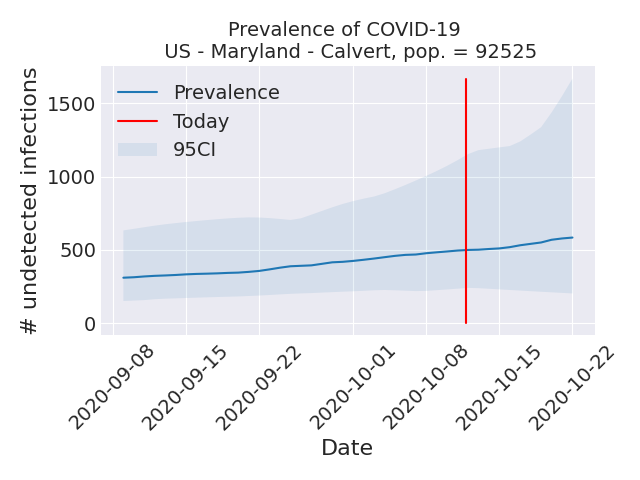 Prevalence of COVID-19
US - Maryland - Calvert, pop. = 92525
# undetected infections
1500
1000
500
0
Prevalence
Today
95CI
2020-09-08
2020-09-15
2020-09-22
2020-10-01
2020-10-08
2020-10-15
2020-10-22
Date